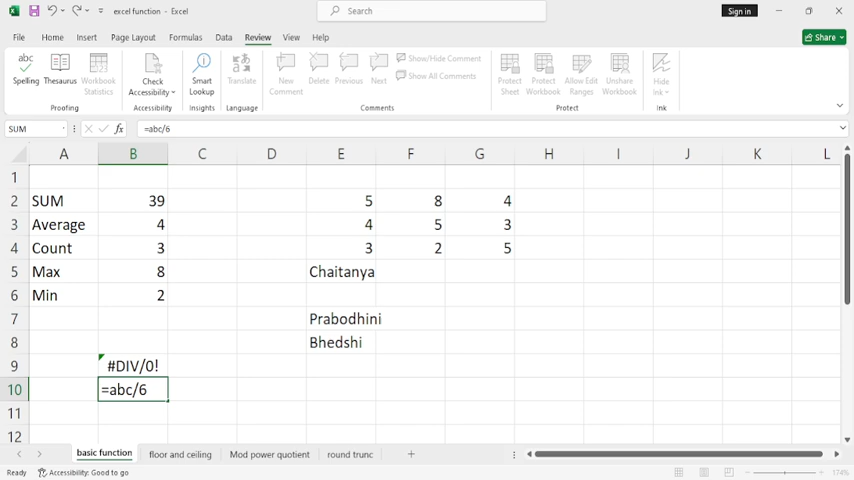 excel function - Excel
Search
Sign in
File Home Insert Page Layout Formulas Data Review View Help
Share
abc
Spelling Thesaurus Workbook Statistics
Proofing
Check Accessibility
Accessibility
Smart Lookup
Insights
Translate
Language
New Comment Delete Previous Next
Show/Hide Comment
Show All Comments
Comments
Protect Sheet Protect Workbook Allow Edit Ranges Unshare Workbook
Protect
Hide Ink
Ink
SUM fx =abc/6
A B C D E F G H I J K L
1
2 SUM 39 5 8 4
3 Average 4 4 5 3
4 Count 3 3 2 5
5 Max 8 Chaitanya
6 Min 2
7 Prabodhini
8 Bhedshi
9 #DIV/0!
10 =abc/6
11
12
basic function floor and ceiling Mod power quotient round trunc
Ready Accessibility: Good to go 174%